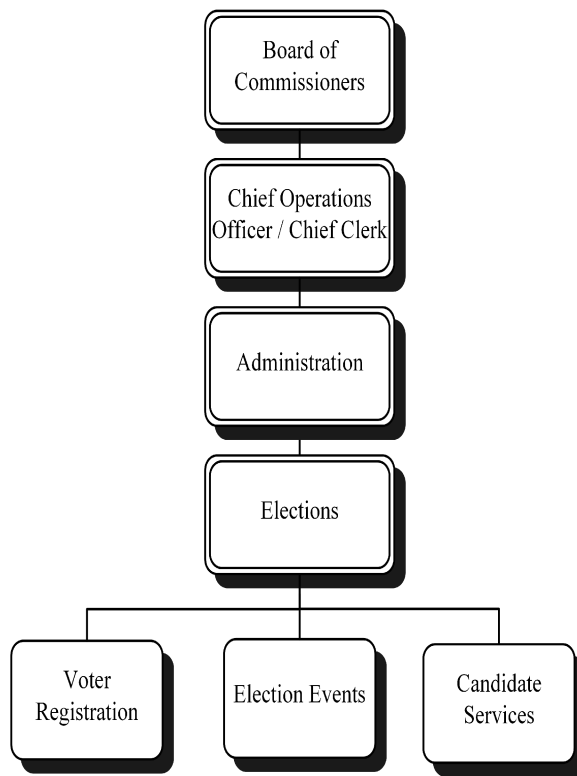 Board of
Commissioners
Chief Operations
Officer / Chief Clerk
Administration
Elections
Voter
Registration
Election Events
Candidate
Services